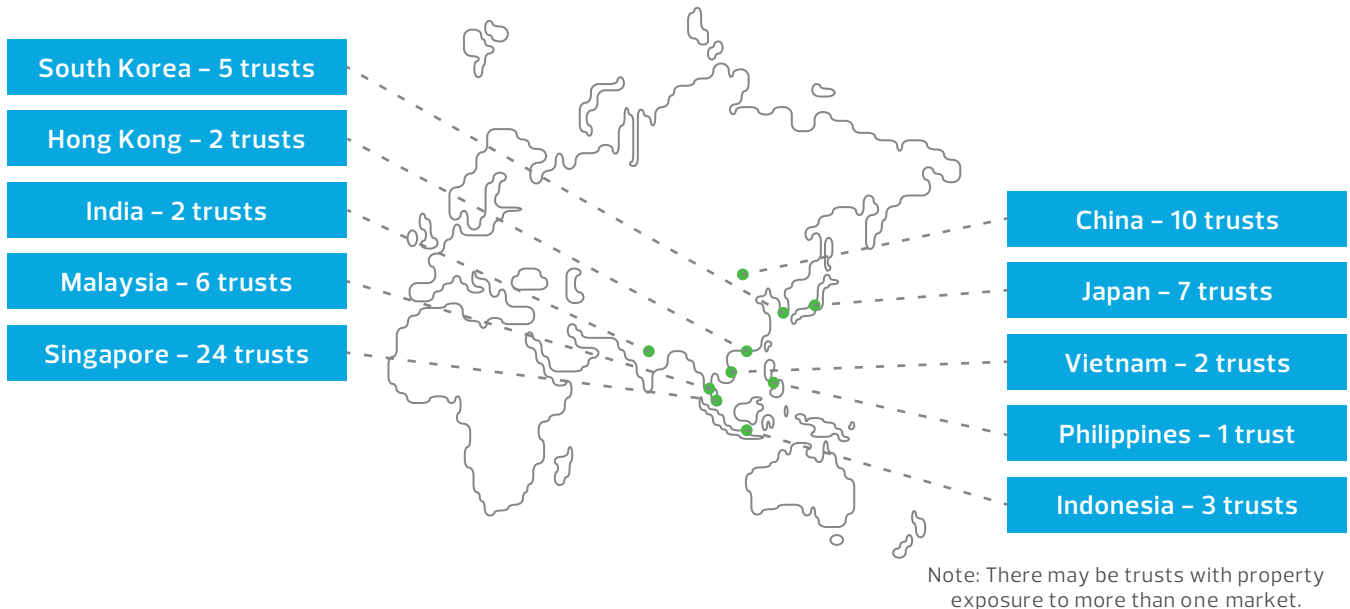 South Korea – 5 trusts
Hong Kong – 2 trusts
India – 2 trusts
Malaysia – 6 trusts
Singapore – 24 trusts
China – 10 trusts
Japan – 7 trusts
Vietnam – 2 trusts
Philippines – 1 trust
Indonesia – 3 trusts
Note: There may be trusts with property
exposure to more than one market.